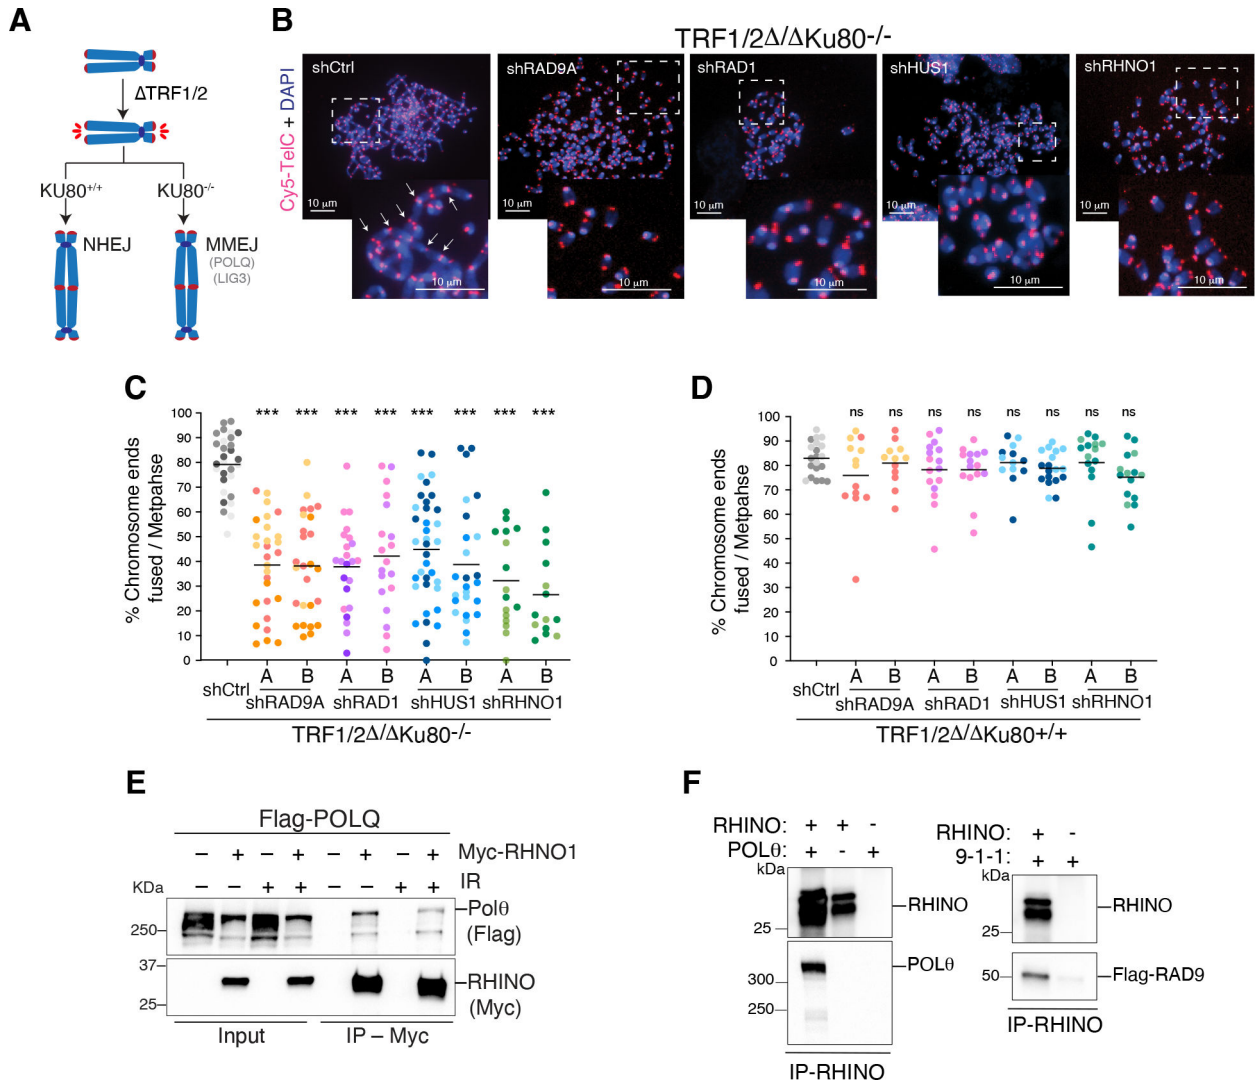 A
ΔTRF1/2
KU80+/+
KU80-/-
NHEJ
MMEJ
(POLQ)
(LIG3)
B
TRF1/2Δ/ΔKu80-/-
Cy5-TelC + DAPI
shCtrl
shRAD9A
shRAD1
shHUS1
shRHNO1
10 μm
10 μm
10 μm
10 μm
10 μm
10 μm
10 μm
10 μm
10 μm
10 μm
C
% Chromosome ends
fused / Metpahse
100
90
80
70
60
50
40
30
20
10
0
*** *** *** *** *** *** *** ***
A B A B A B A B
shCtrl shRAD9A shRAD1 shHUS1 shRHNO1
TRF1/2Δ/ΔKu80-/-
D
% Chromosome ends
fused / Metpahse
100
90
80
70
60
50
40
30
20
10
0
ns ns ns ns ns ns ns ns
A B A B A B A B
shCtrl shRAD9A shRAD1 shHUS1 shRHNO1
TRF1/2Δ/ΔKu80+/+
E
Flag-POLQ
– + – + – + – + Myc-RHNO1
– – + + – – + + IR
KDa
250
Polθ
(Flag)
37
25
RHINO
(Myc)
Input
IP – Myc
F
RHINO: + + -
POLθ: + - +
kDa
25
RHINO
300
250
POLθ
IP-RHINO
RHINO: + -
9-1-1: + +
kDa
25
RHINO
50
Flag-RAD9
IP-RHINO